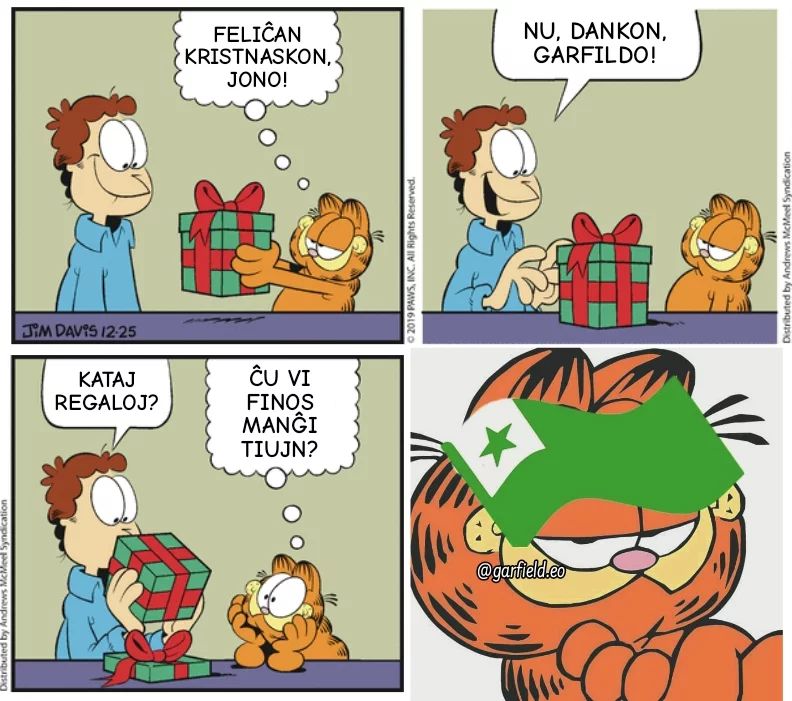 FELIĈAN
KRISTNASKON,
JONO!
JIM DAVIS 12·25
© 2019 PAWS, INC. All Rights Reserved.
NU, DANKON,
GARFILDO!
Distributed by Andrews McMeel Syndication
KATAJ
REGALOJ?
ĈU VI
FINOS
MANĜI
TIUJN?
Distributed by Andrews McMeel Syndication
@garfield.eo